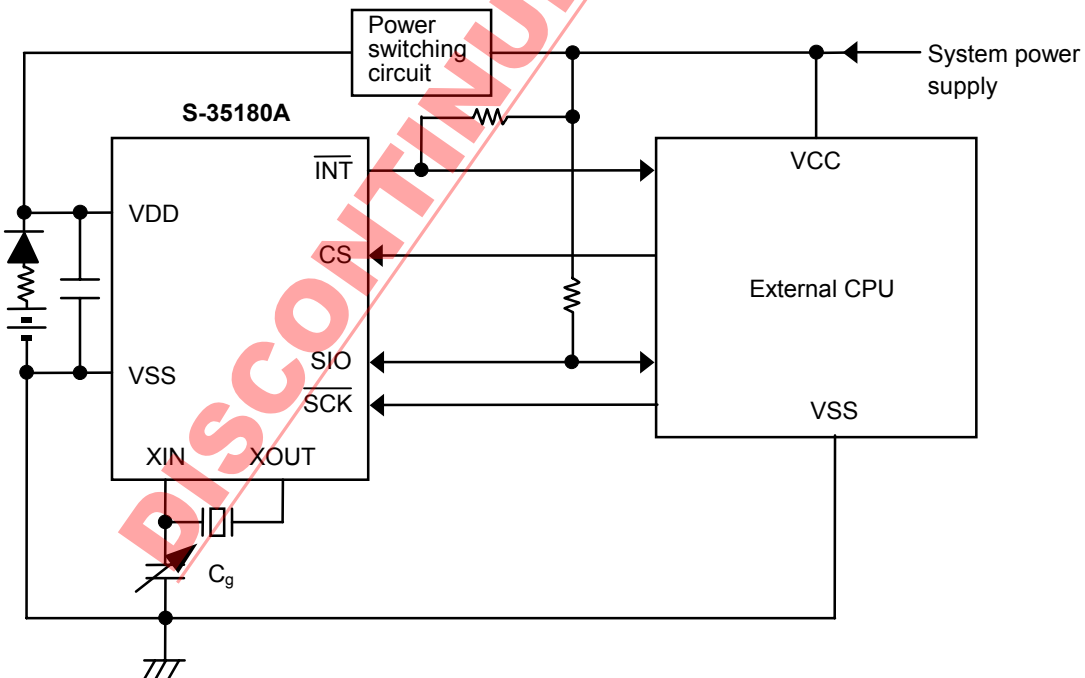 Power
switching
circuit
System power
supply
S-35180A
INT
VCC
VDD
CS
External CPU
SIO
VSS
SCK
VSS
XIN XOUT
Cg
DISCONTINU